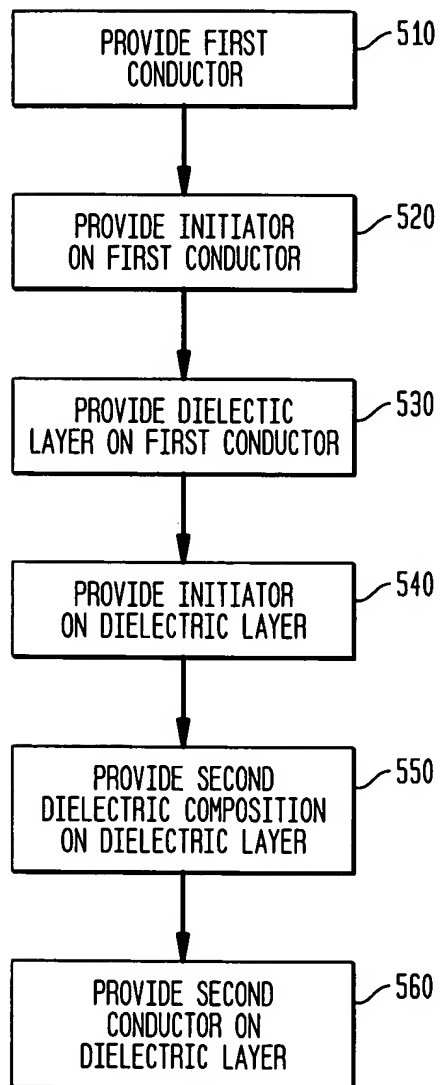 PROVIDE FIRST
CONDUCTOR
510
PROVIDE INITIATOR
ON FIRST CONDUCTOR
520
PROVIDE DIELECTIC
LAYER ON FIRST CONDUCTOR
530
PROVIDE INITIATOR
ON DIELECTRIC LAYER
540
PROVIDE SECOND
DIELECTRIC COMPOSITION
ON DIELECTRIC LAYER
550
PROVIDE SECOND
CONDUCTOR ON
DIELECTRIC LAYER
560